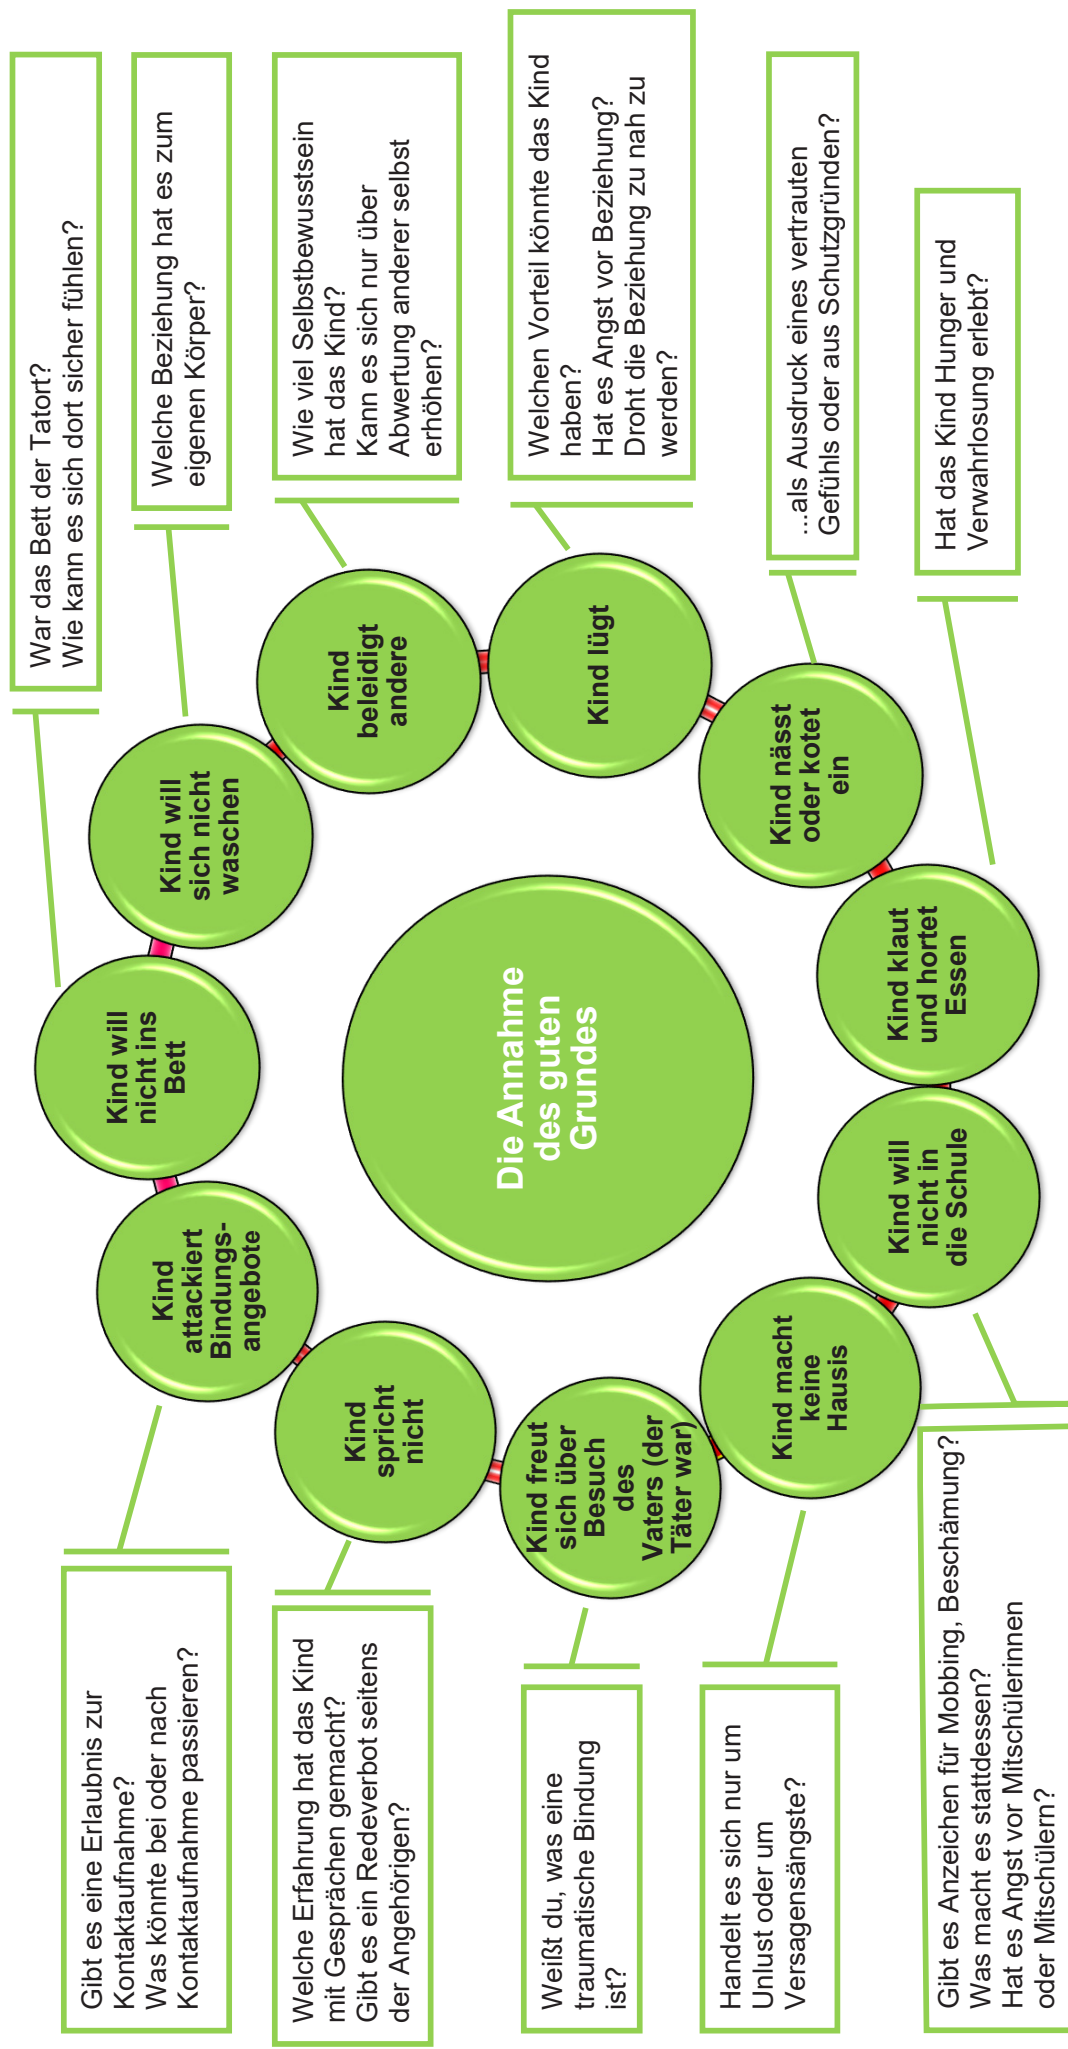 Die Annahme
des guten
Grundes
Kind will
nicht ins
Bett
War das Bett der Tatort?
Wie kann es sich dort sicher fühlen?
Kind will
sich nicht
waschen
Welche Beziehung hat es zum
eigenen Körper?
Kind
beleidigt
andere
Wie viel Selbstbewusstsein
hat das Kind?
Kann es sich nur über
Abwertung anderer selbst
erhöhen?
Kind lügt
Welchen Vorteil könnte das Kind
haben?
Hat es Angst vor Beziehung?
Droht die Beziehung zu nah zu
werden?
Kind nässt
oder kotet
ein
...als Ausdruck eines vertrauten
Gefühls oder aus Schutzgründen?
Kind klaut
und hortet
Essen
Hat das Kind Hunger und
Verwahrlosung erlebt?
Kind will
nicht in
die Schule
Gibt es Anzeichen für Mobbing, Beschämung?
Was macht es stattdessen?
Hat es Angst vor Mitschülerinnen
oder Mitschülern?
Kind macht
keine
Hausis
Handelt es sich nur um
Unlust oder um
Versagensängste?
Kind freut
sich über
Besuch
des
Vaters (der
Täter war)
Weißt du, was eine
traumatische Bindung
ist?
Kind
spricht
nicht
Welche Erfahrung hat das Kind
mit Gesprächen gemacht?
Gibt es ein Redeverbot seitens
der Angehörigen?
Kind
attackiert
Bindungs-
angebote
Gibt es eine Erlaubnis zur
Kontaktaufnahme?
Was könnte bei oder nach
Kontaktaufnahme passieren?